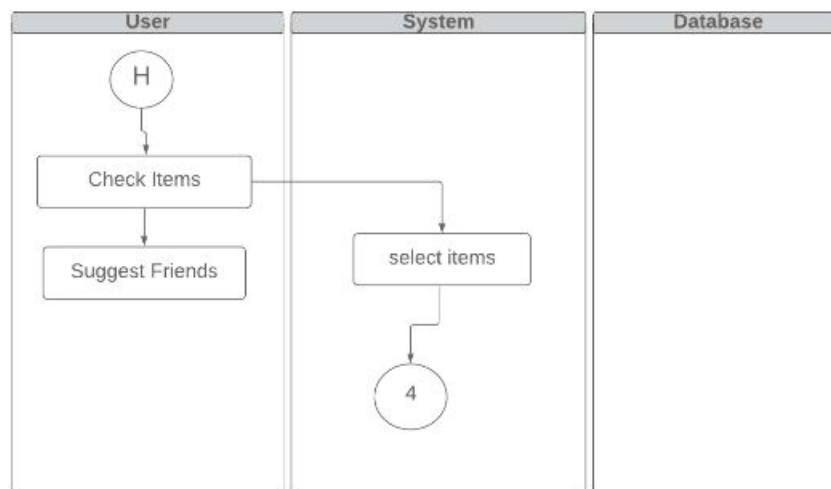 User
System
Database
H
Check Items
Suggest Friends
select items
4